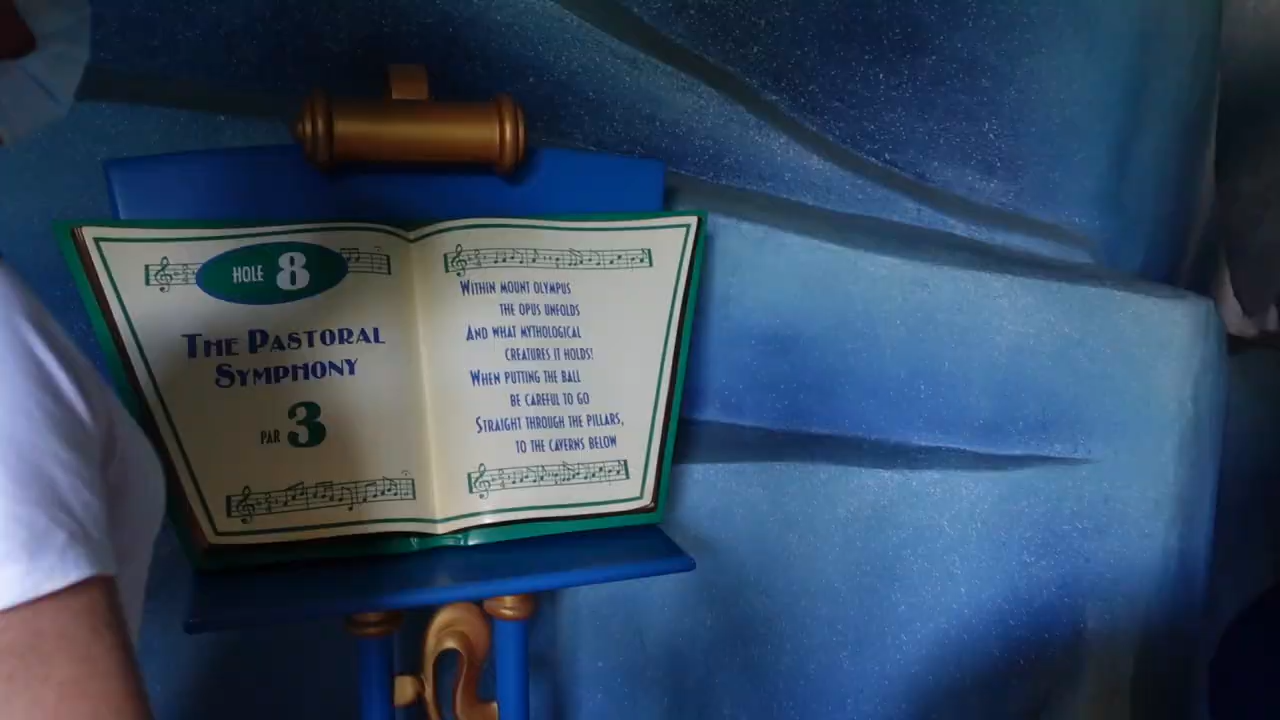 HOLE 8
THE PASTORAL
SYMPHONY
PAR 3
WITHIN MOUNT OLYMPUS
THE OPUS UNFOLDS
AND WHAT MYTHOLOGICAL
CREATURES IT HOLDS!
WHEN PUTTING THE BALL
BE CAREFUL TO GO
STRAIGHT THROUGH THE PILLARS,
TO THE CAVERNS BELOW